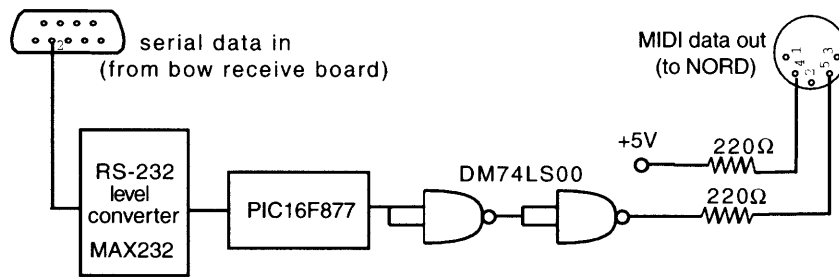 2
serial data in
(from bow receive board)
MIDI data out
(to NORD)
1
4
2
5
3
+5V
220Ω
220Ω
DM74LS00
RS-232
level
converter
MAX232
PIC16F877